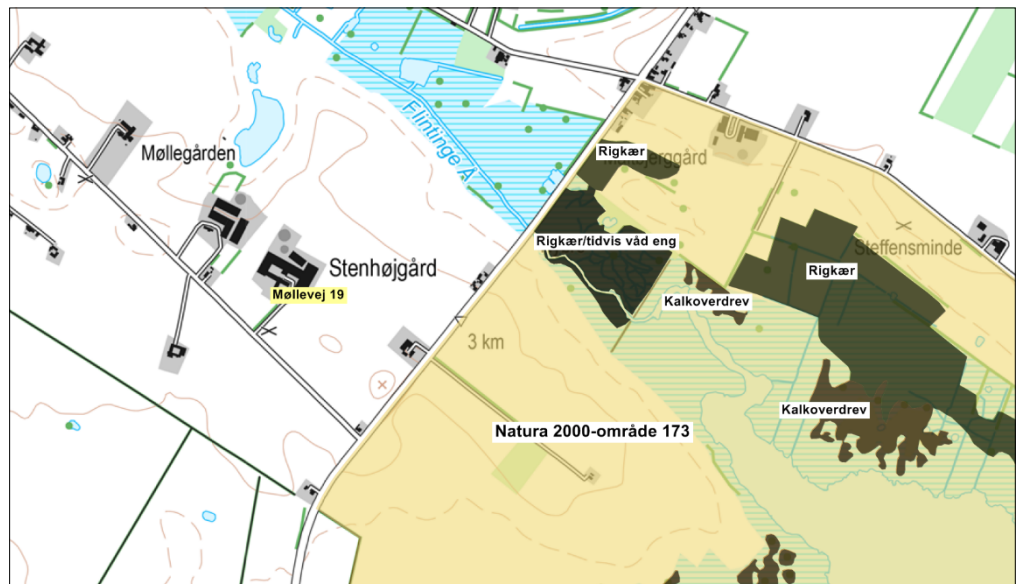 Flintinge Å
Møllegården
Rigkær
Rigkær/tidvis våd eng
Steffensminde
Stenhøjgård
Rigkær
Møllevej 19
Kalkoverdrev
3 km
Kalkoverdrev
Natura 2000-område 173